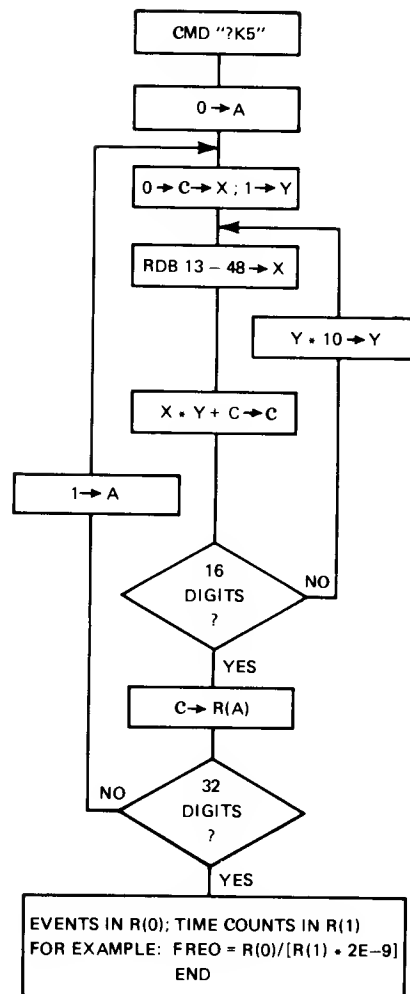 CMD "?K5"
0 → A
0 → C → X ; 1 → Y
RDB 13 – 48 → X
Y * 10 → Y
X * Y + C → C
1 → A
16
DIGITS
?
NO
YES
C → R(A)
32
DIGITS
?
NO
YES
EVENTS IN R(0); TIME COUNTS IN R(1)
FOR EXAMPLE: FREO = R(0)/[R(1) * 2E-9]
END